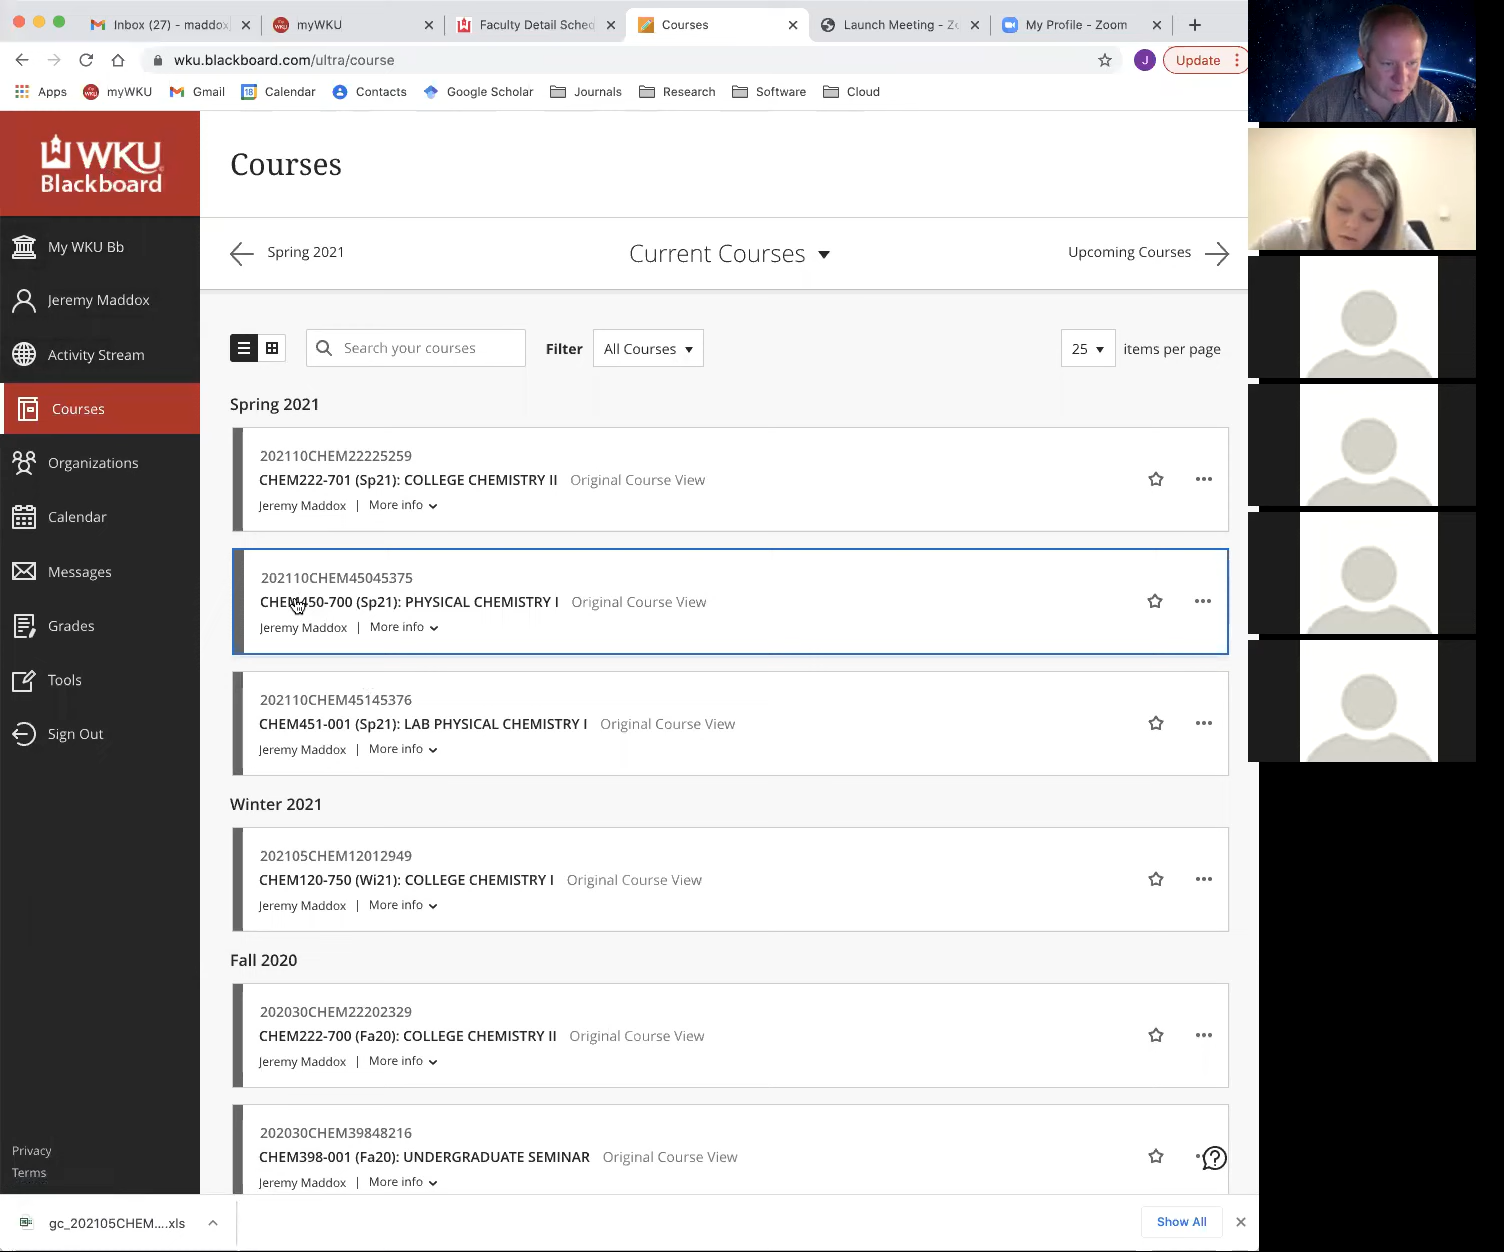 Inbox (27) - maddox
myWKU
Faculty Detail Sched
Courses
Launch Meeting - Zo
My Profile - Zoom
wku.blackboard.com/ultra/course
J
Update
Apps
myWKU
Gmail
18
Calendar
Contacts
Google Scholar
Journals
Research
Software
Cloud
WKU
Blackboard
My WKU Bb
Jeremy Maddox
Activity Stream
Courses
Organizations
Calendar
Messages
Grades
Tools
Sign Out
Privacy
Terms
Courses
Spring 2021
Current Courses
Upcoming Courses
Search your courses
Filter
All Courses
25
items per page
Spring 2021
202110CHEM22225259
CHEM222-701 (Sp21): COLLEGE CHEMISTRY II Original Course View
Jeremy Maddox | More info
202110CHEM45045375
CHEM450-700 (Sp21): PHYSICAL CHEMISTRY I Original Course View
Jeremy Maddox | More info
202110CHEM45145376
CHEM451-001 (Sp21): LAB PHYSICAL CHEMISTRY I Original Course View
Jeremy Maddox | More info
Winter 2021
202105CHEM12012949
CHEM120-750 (Wi21): COLLEGE CHEMISTRY I Original Course View
Jeremy Maddox | More info
Fall 2020
202030CHEM22202329
CHEM222-700 (Fa20): COLLEGE CHEMISTRY II Original Course View
Jeremy Maddox | More info
202030CHEM39848216
CHEM398-001 (Fa20): UNDERGRADUATE SEMINAR Original Course View
Jeremy Maddox | More info
gc_202105CHEM....xls
Show All